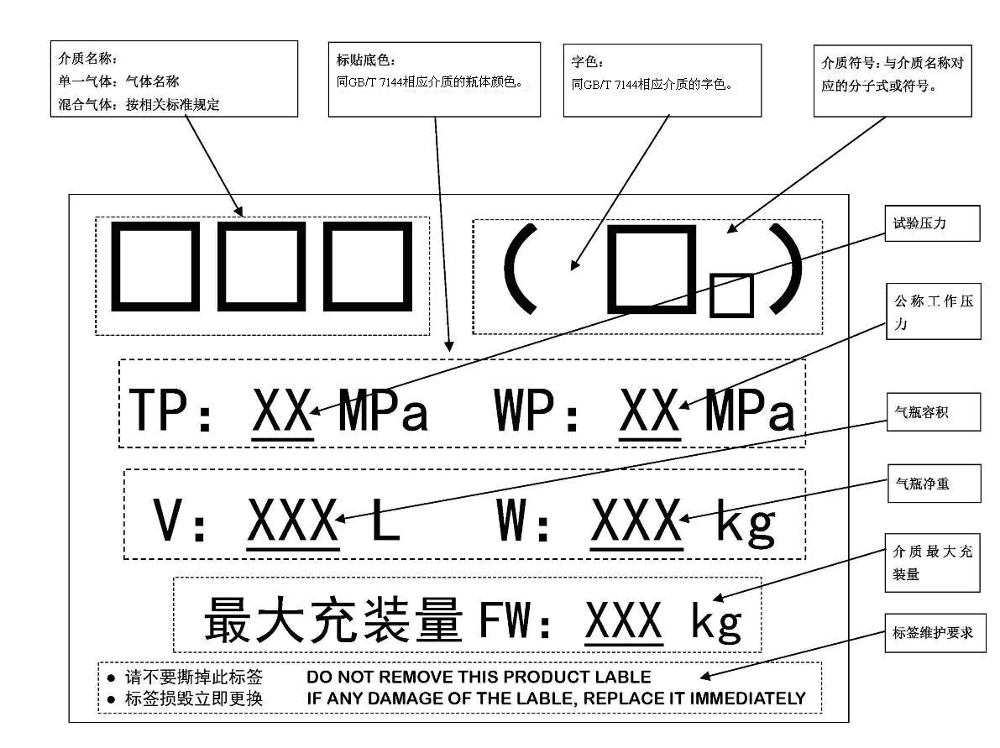 介质名称：
单一气体：气体名称
混合气体：按相关标准规定
标贴底色：
同GB/T 7144相应介质的瓶体颜色。
字色：
同GB/T 7144相应介质的字色。
介质符号：与介质名称对
应的分子式或符号。
□□□ （□□）
试验压力
公称工作压
力
TP：XX MPa WP：XX MPa
气瓶容积
V：XXX L W：XXX kg
气瓶净重
介质最大充
装量
最大充装量 FW：XXX kg
标签维护要求
● 请不要撕掉此标签 DO NOT REMOVE THIS PRODUCT LABLE
● 标签损毁立即更换 IF ANY DAMAGE OF THE LABLE, REPLACE IT IMMEDIATELY